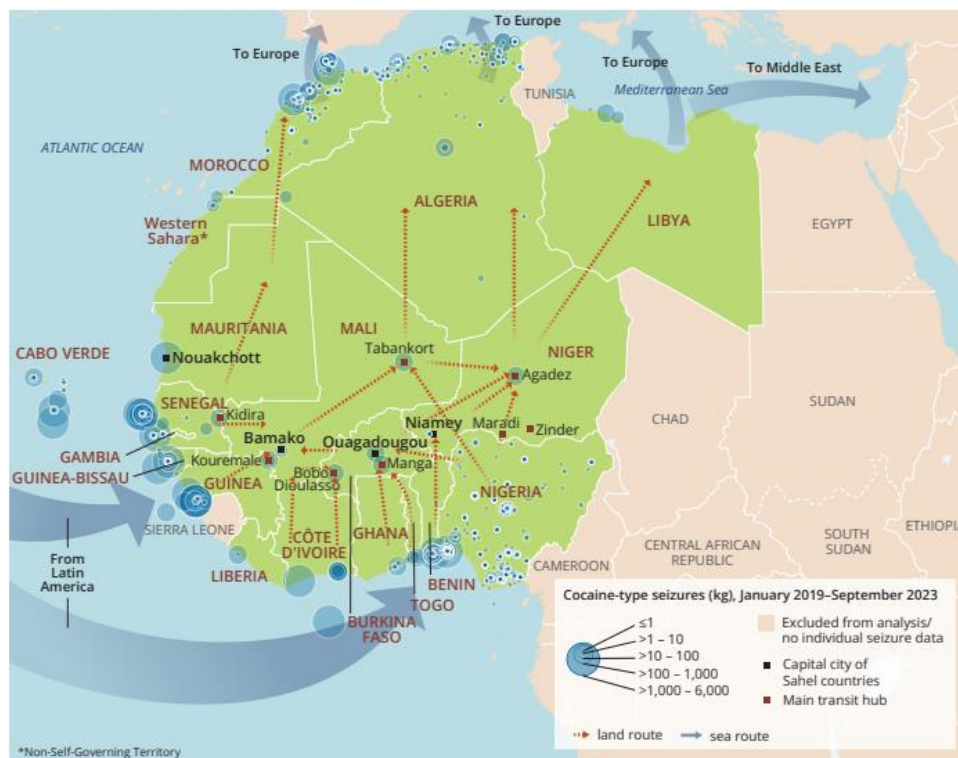 To Europe
To Europe
To Europe
To Middle East
Mediterranean Sea
TUNISIA
ATLANTIC OCEAN
MOROCCO
ALGERIA
LIBYA
EGYPT
Western
Sahara*
MAURITANIA
MALI
NIGER
CABO VERDE
Nouakchott
Tabankort
Agadez
CHAD
SUDAN
SENEGAL
Kidira
Bamako
Ouagadougou
Niamey
Maradi
Zinder
GAMBIA
GUINEA-BISSAU
Kouremale
GUINEA
Bobo
Dioulasso
Manga
NIGERIA
SIERRA LEONE
CÔTE
D'IVOIRE
GHANA
From
Latin
America
LIBERIA
BURKINA
FASO
TOGO
BENIN
CAMEROON
CENTRAL AFRICAN
REPUBLIC
SOUTH
SUDAN
ETHIOPIA
Cocaine-type seizures (kg), January 2019–September 2023
≤1
>1 – 10
>10 – 100
>100 – 1,000
>1,000 – 6,000
Excluded from analysis/
no individual seizure data
Capital city of
Sahel countries
Main transit hub
land route
sea route
*Non-Self-Governing Territory